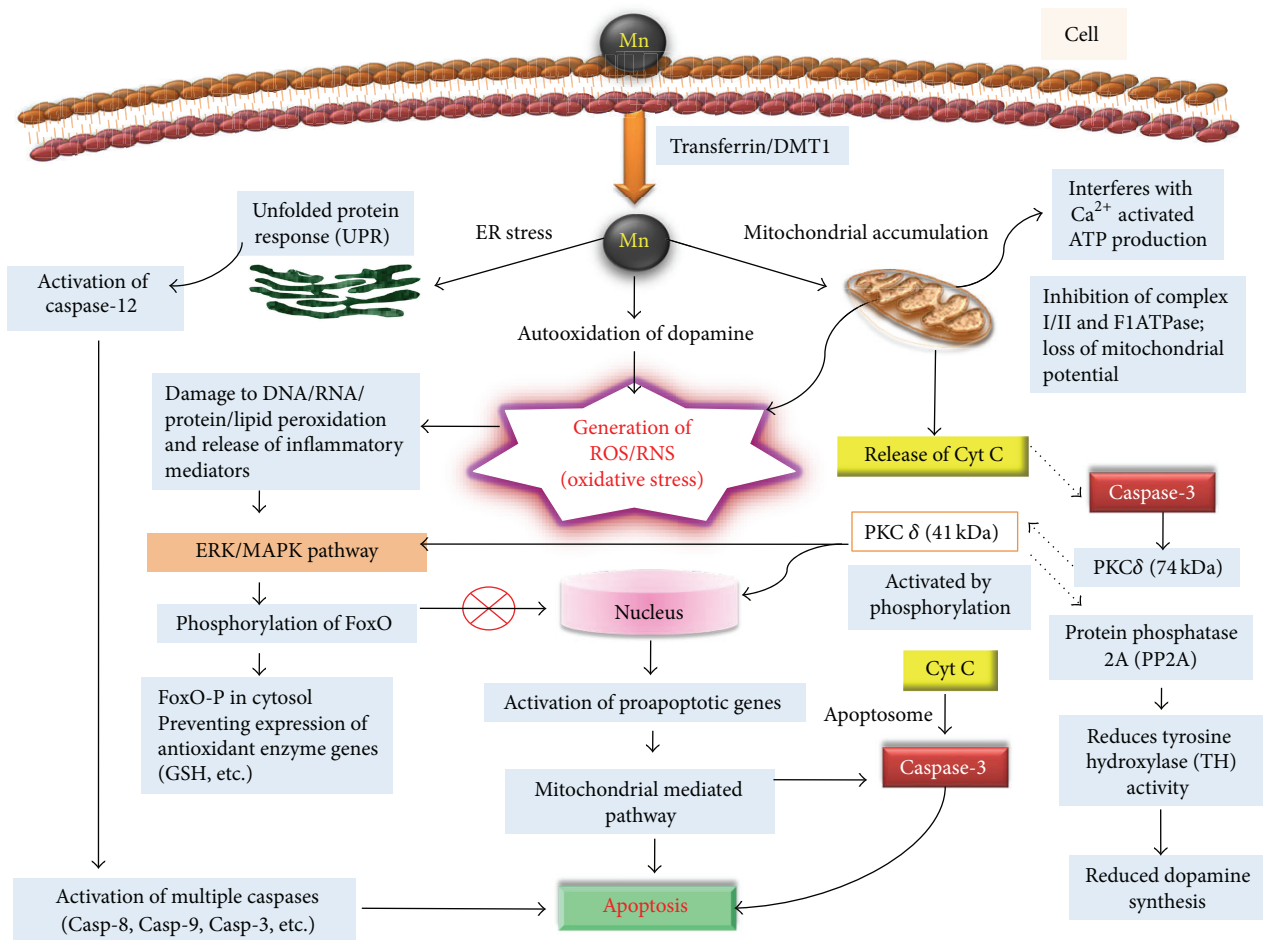 Mn
Cell
Transferrin/DMT1
Unfolded protein
response (UPR)
ER stress
Mn
Mitochondrial accumulation
Interferes with
Ca²⁺ activated
ATP production
Activation of
caspase-12
Autooxidation of dopamine
Inhibition of complex
I/II and F1ATPase;
loss of mitochondrial
potential
Damage to DNA/RNA/
protein/lipid peroxidation
and release of inflammatory
mediators
Generation of
ROS/RNS
(oxidative stress)
Release of Cyt C
Caspase-3
ERK/MAPK pathway
PKC δ (41 kDa)
PKCδ (74 kDa)
Activated by
phosphorylation
Phosphorylation of FoxO
Nucleus
Protein phosphatase
2A (PP2A)
Cyt C
FoxO-P in cytosol
Preventing expression of
antioxidant enzyme genes
(GSH, etc.)
Activation of proapoptotic genes
Apoptosome
Reduces tyrosine
hydroxylase (TH)
activity
Caspase-3
Mitochondrial mediated
pathway
Reduced dopamine
synthesis
Activation of multiple caspases
(Casp-8, Casp-9, Casp-3, etc.)
Apoptosis